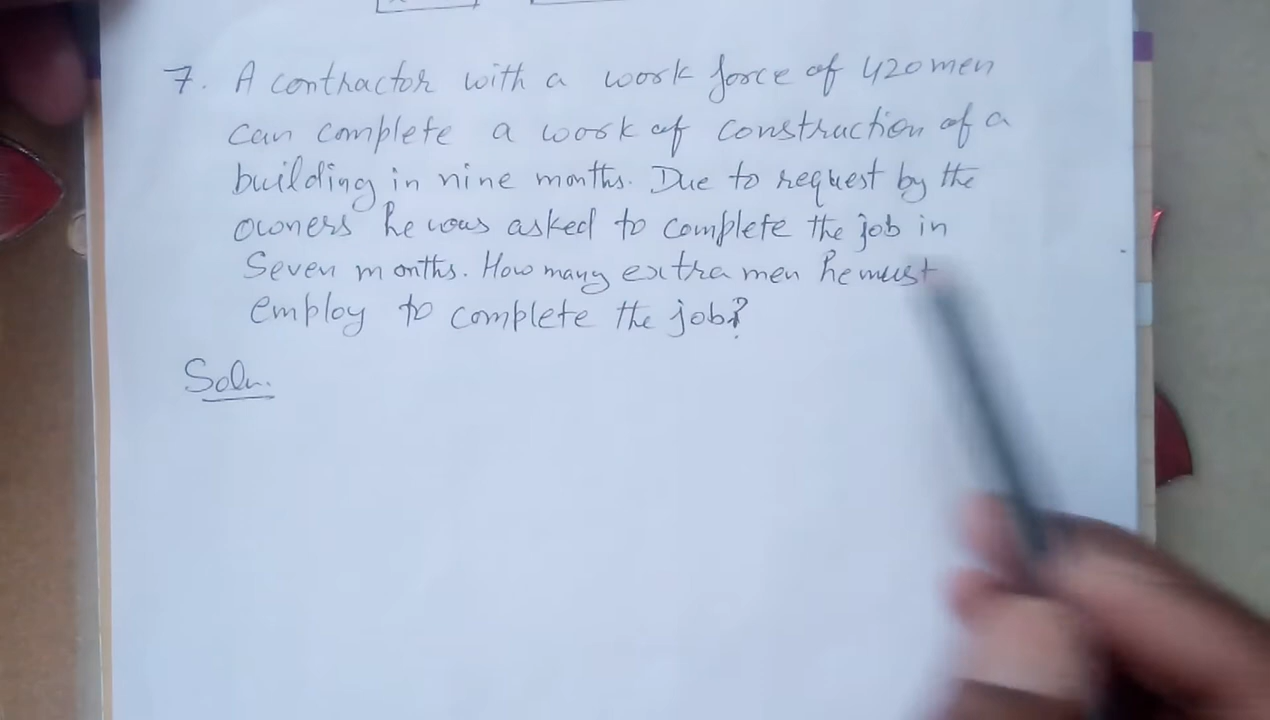 7. A contractor with a work force of 420 men
can complete a work of construction of a
building in nine months. Due to request by the
owners he was asked to complete the job in
Seven months. How many extra men he must
employ to complete the job?
Soln.